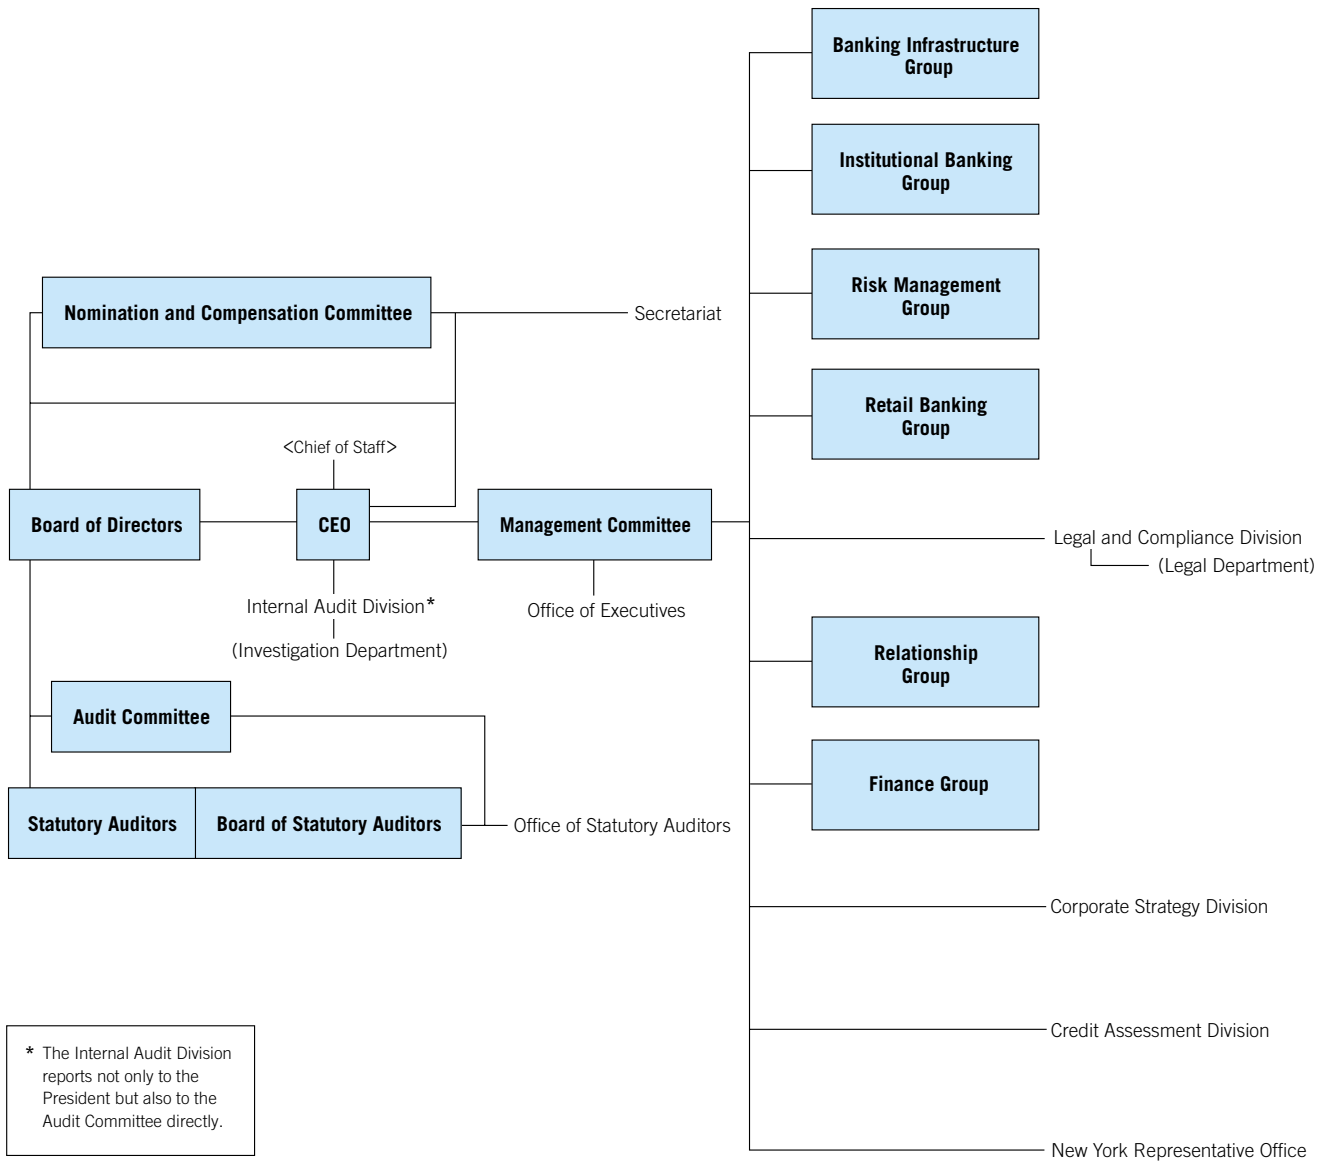 Banking Infrastructure
Group
Institutional Banking
Group
Risk Management
Group
Nomination and Compensation Committee
Secretariat
Retail Banking
Group
<Chief of Staff>
Board of Directors
CEO
Management Committee
Legal and Compliance Division
(Legal Department)
Internal Audit Division*
Office of Executives
(Investigation Department)
Relationship
Group
Audit Committee
Finance Group
Statutory Auditors
Board of Statutory Auditors
Office of Statutory Auditors
Corporate Strategy Division
Credit Assessment Division
* The Internal Audit Division
reports not only to the
President but also to the
Audit Committee directly.
New York Representative Office